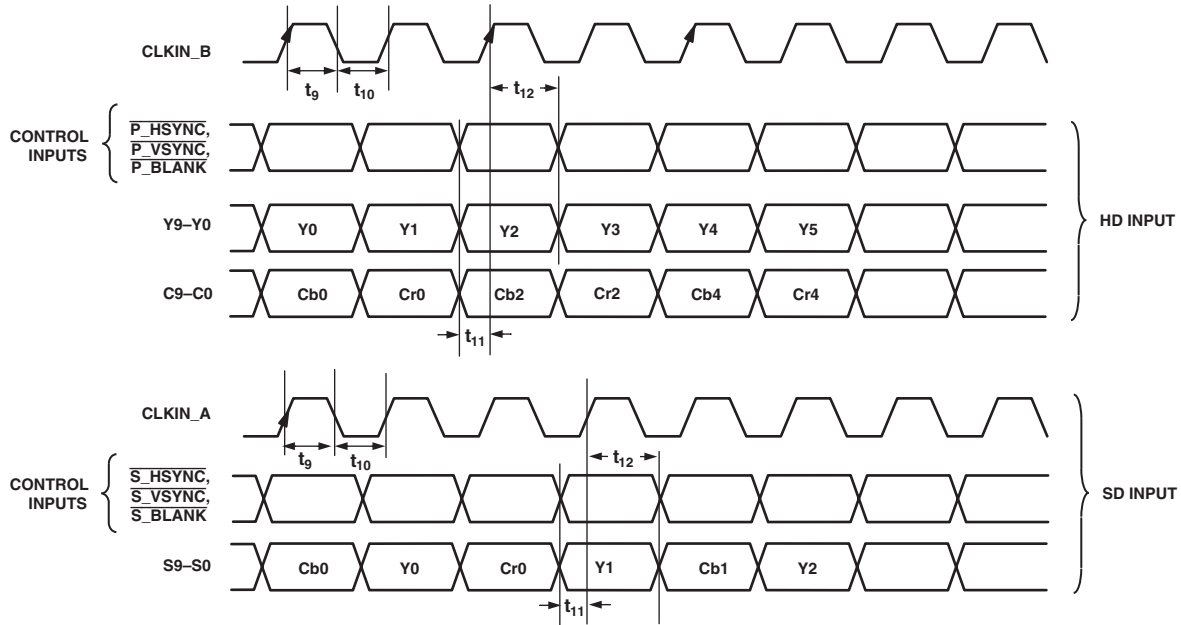 CLKIN_B
t9 t10 t12
CONTROL INPUTS
P_HSYNC,
P_VSYNC,
P_BLANK
Y9–Y0 Y0 Y1 Y2 Y3 Y4 Y5
HD INPUT
C9–C0 Cb0 Cr0 Cb2 Cr2 Cb4 Cr4
t11
CLKIN_A
t9 t10 t12
CONTROL INPUTS
S_HSYNC,
S_VSYNC,
S_BLANK
SD INPUT
S9–S0 Cb0 Y0 Cr0 Y1 Cb1 Y2
t11